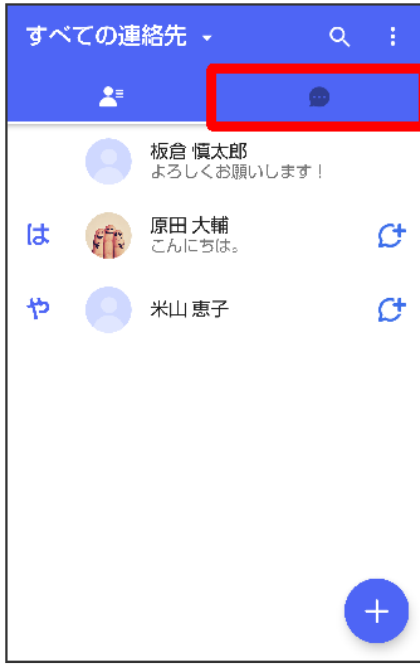 すべての連絡先
板倉 慎太郎
よろしくお願いします！
は
原田 大輔
こんにちは。
や
米山 恵子